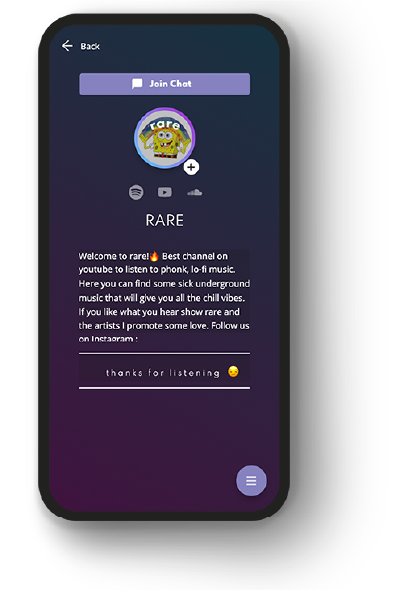 Back
Join Chat
rare
RARE
Welcome to rare!🔥 Best channel on
youtube to listen to phonk, lo-fi music.
Here you can find some sick underground
music that will give you all the chill vibes.
If you like what you hear show rare and
the artists I promote some love. Follow us
on Instagram :
thanks for listening 😉